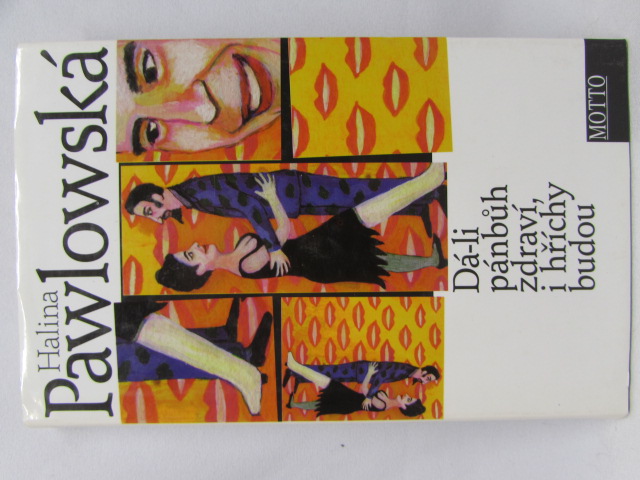 Halina
Pawlowská
Dá-li
pánbůh
zdraví,
i hříchy
budou
MOTTO